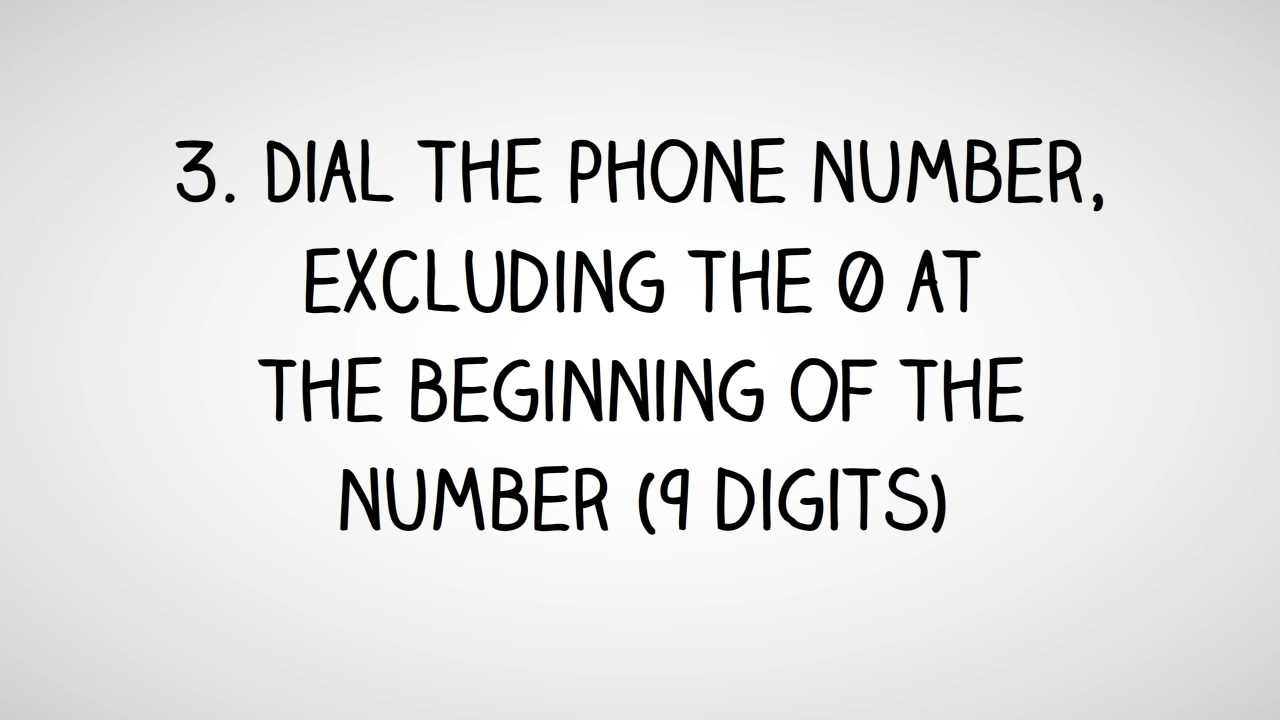 3. DIAL THE PHONE NUMBER,
EXCLUDING THE 0 AT
THE BEGINNING OF THE
NUMBER (9 DIGITS)